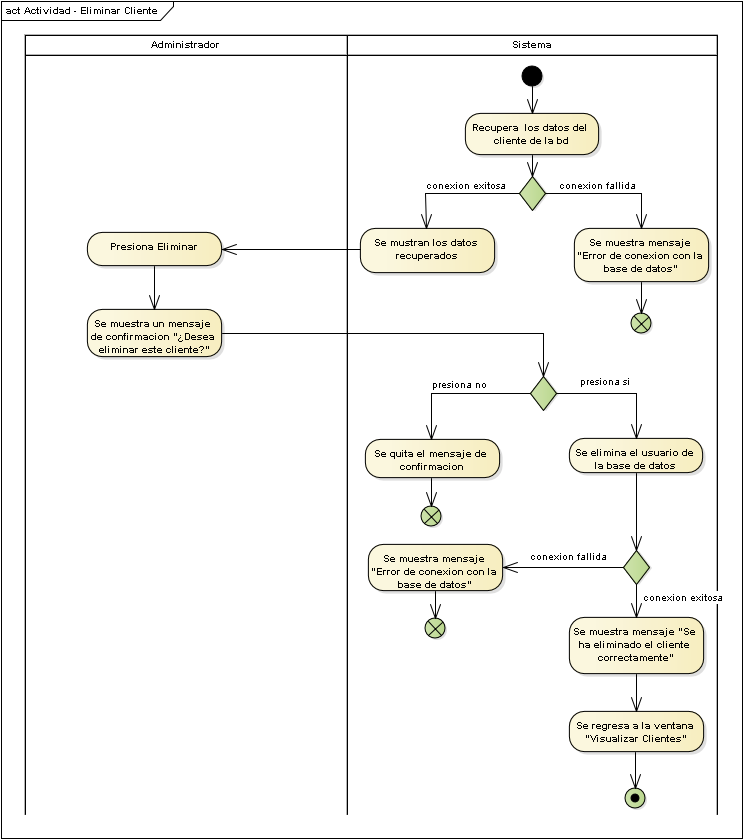 act Actividad - Eliminar Cliente
Administrador
Sistema
Recupera los datos del
cliente de la bd
conexion exitosa
conexion fallida
Presiona Eliminar
Se mustran los datos
recuperados
Se muestra mensaje
"Error de conexion con la
base de datos"
Se muestra un mensaje
de confirmacion "¿Desea
eliminar este cliente?"
presiona no
presiona si
Se quita el mensaje de
confirmacion
Se elimina el usuario de
la base de datos
Se muestra mensaje
"Error de conexion con la
base de datos"
conexion fallida
conexion exitosa
Se muestra mensaje "Se
ha eliminado el cliente
correctamente"
Se regresa a la ventana
"Visualizar Clientes"